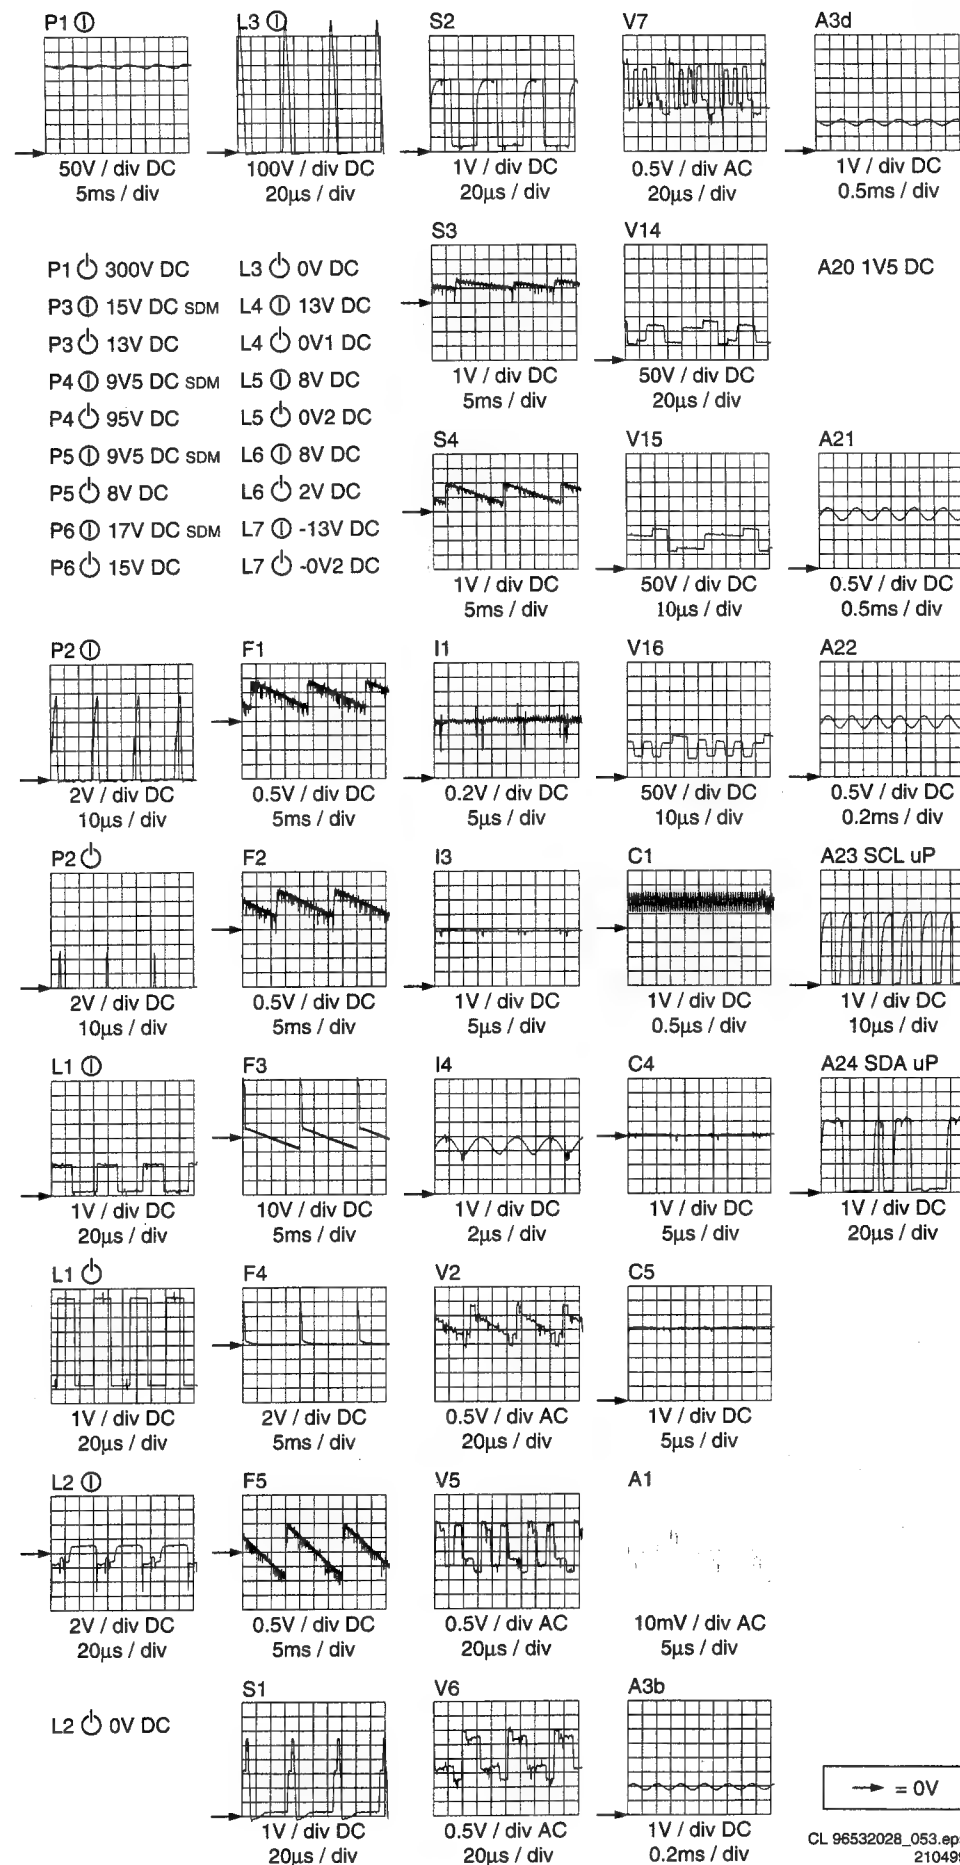 P1 ⏼
50V / div DC
5ms / div
L3 ⏼
100V / div DC
20µs / div
S2
1V / div DC
20µs / div
V7
0.5V / div AC
20µs / div
A3d
1V / div DC
0.5ms / div
P1 ⏻ 300V DC
P3 ⏼ 15V DC SDM
P3 ⏻ 13V DC
P4 ⏼ 9V5 DC SDM
P4 ⏻ 95V DC
P5 ⏼ 9V5 DC SDM
P5 ⏻ 8V DC
P6 ⏼ 17V DC SDM
P6 ⏻ 15V DC
L3 ⏻ 0V DC
L4 ⏼ 13V DC
L4 ⏻ 0V1 DC
L5 ⏼ 8V DC
L5 ⏻ 0V2 DC
L6 ⏼ 8V DC
L6 ⏻ 2V DC
L7 ⏼ -13V DC
L7 ⏻ -0V2 DC
S3
1V / div DC
5ms / div
V14
50V / div DC
20µs / div
A20 1V5 DC
S4
1V / div DC
5ms / div
V15
50V / div DC
10µs / div
A21
0.5V / div DC
0.5ms / div
P2 ⏼
2V / div DC
10µs / div
F1
0.5V / div DC
5ms / div
I1
0.2V / div DC
5µs / div
V16
50V / div DC
10µs / div
A22
0.5V / div DC
0.2ms / div
P2 ⏻
2V / div DC
10µs / div
F2
0.5V / div DC
5ms / div
I3
1V / div DC
5µs / div
C1
1V / div DC
0.5µs / div
A23 SCL uP
1V / div DC
10µs / div
L1 ⏼
1V / div DC
20µs / div
F3
10V / div DC
5ms / div
I4
1V / div DC
2µs / div
C4
1V / div DC
5µs / div
A24 SDA uP
1V / div DC
20µs / div
L1 ⏻
1V / div DC
20µs / div
F4
2V / div DC
5ms / div
V2
0.5V / div AC
20µs / div
C5
1V / div DC
5µs / div
L2 ⏼
2V / div DC
20µs / div
F5
0.5V / div DC
5ms / div
V5
0.5V / div AC
20µs / div
A1
10mV / div AC
5µs / div
L2 ⏻ 0V DC
S1
1V / div DC
20µs / div
V6
0.5V / div AC
20µs / div
A3b
1V / div DC
0.2ms / div
→ = 0V
CL 96532028_053.eps
210499